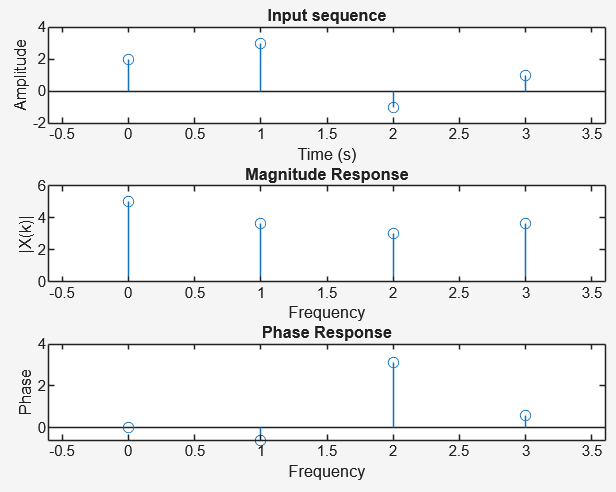 Input sequence
4
2
0
-2
Amplitude
-0.5 0 0.5 1 1.5 2 2.5 3 3.5
Time (s)
Magnitude Response
6
4
2
0
|X(k)|
-0.5 0 0.5 1 1.5 2 2.5 3 3.5
Frequency
Phase Response
4
2
0
Phase
-0.5 0 0.5 1 1.5 2 2.5 3 3.5
Frequency